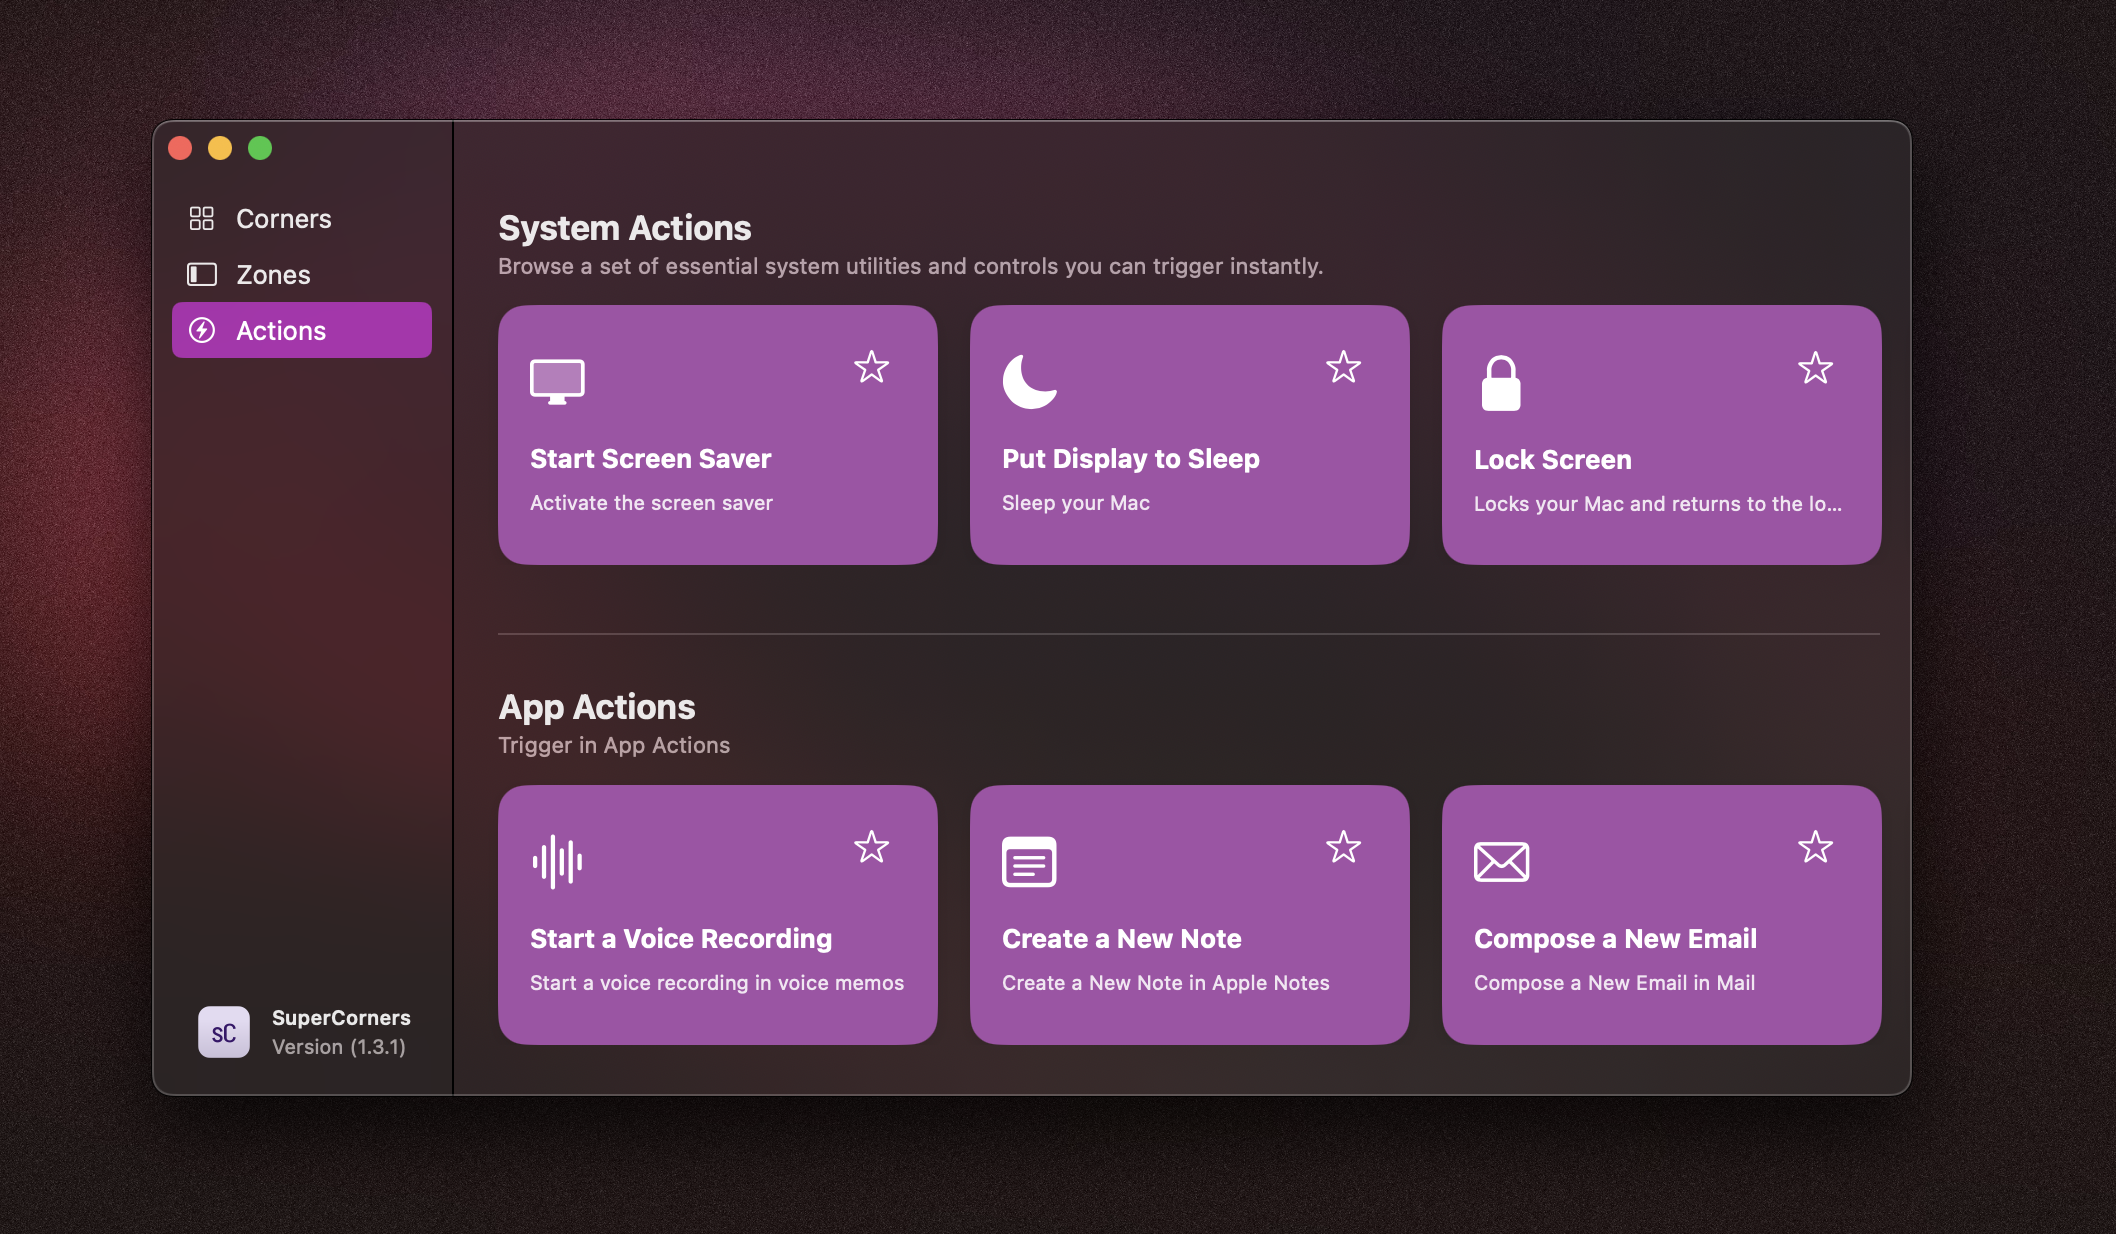 Corners
Zones
Actions
SuperCorners
Version (1.3.1)
sC
System Actions
Browse a set of essential system utilities and controls you can trigger instantly.
Start Screen Saver
Activate the screen saver
Put Display to Sleep
Sleep your Mac
Lock Screen
Locks your Mac and returns to the lo...
App Actions
Trigger in App Actions
Start a Voice Recording
Start a voice recording in voice memos
Create a New Note
Create a New Note in Apple Notes
Compose a New Email
Compose a New Email in Mail